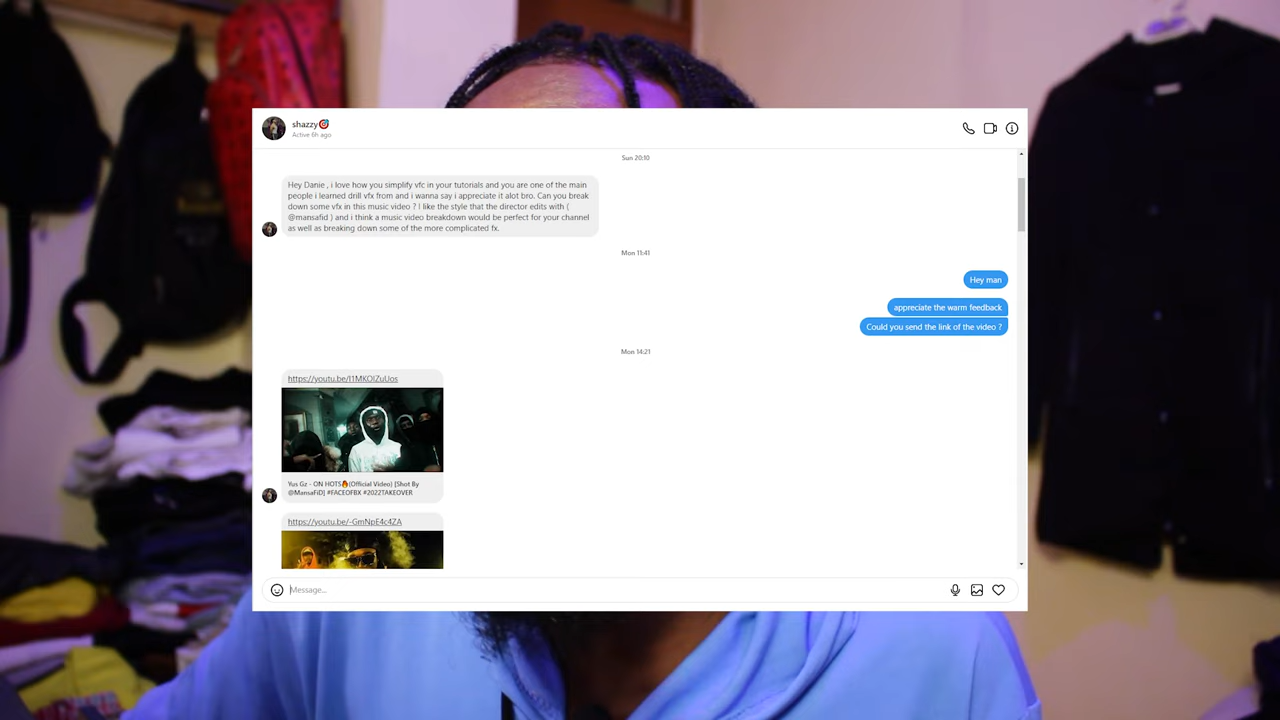 shazzy🎯
Active 6h ago
Sun 20:10
Hey Danie , i love how you simplify vfc in your tutorials and you are one of the main
people i learned drill vfx from and i wanna say i appreciate it alot bro. Can you break
down some vfx in this music video ? I like the style that the director edits with (
@mansafid ) and i think a music video breakdown would be perfect for your channel
as well as breaking down some of the more complicated fx.
Mon 11:41
Hey man
appreciate the warm feedback
Could you send the link of the video ?
Mon 14:21
https://youtu.be/I1MKOIZuUos
Yus Gz - ON HOTS🔥(Official Video) [Shot By
@MansaFiD] #FACEOFBX #2022TAKEOVER
https://youtu.be/-GmNpE4c4ZA
Message...